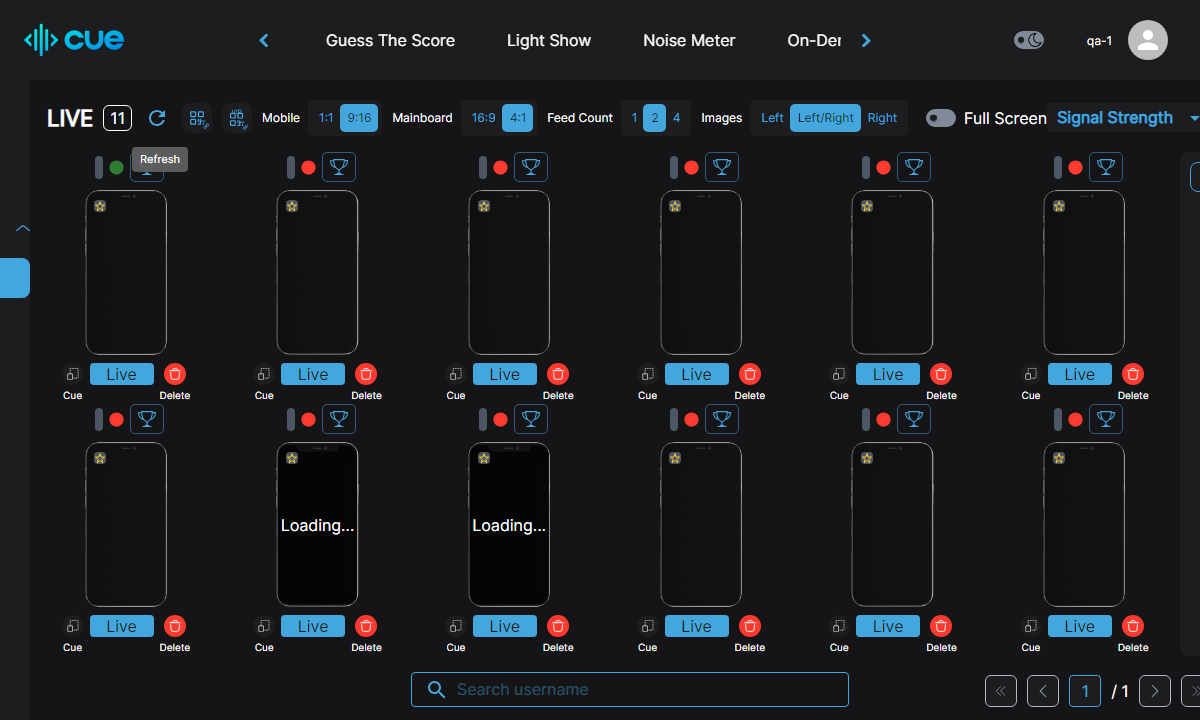 cue
Guess The Score
Light Show
Noise Meter
On-Der
qa-1
LIVE 11
Mobile 1:1 9:16
Mainboard 16:9 4:1
Feed Count 1 2 4
Images Left Left/Right Right
Full Screen
Signal Strength
Refresh
Live Live Live Live Live Live
Cue Delete Cue Delete Cue Delete Cue Delete Cue Delete Cue Delete
Loading... Loading...
Live Live Live Live Live Live
Cue Delete Cue Delete Cue Delete Cue Delete Cue Delete Cue Delete
Search username
1 / 1